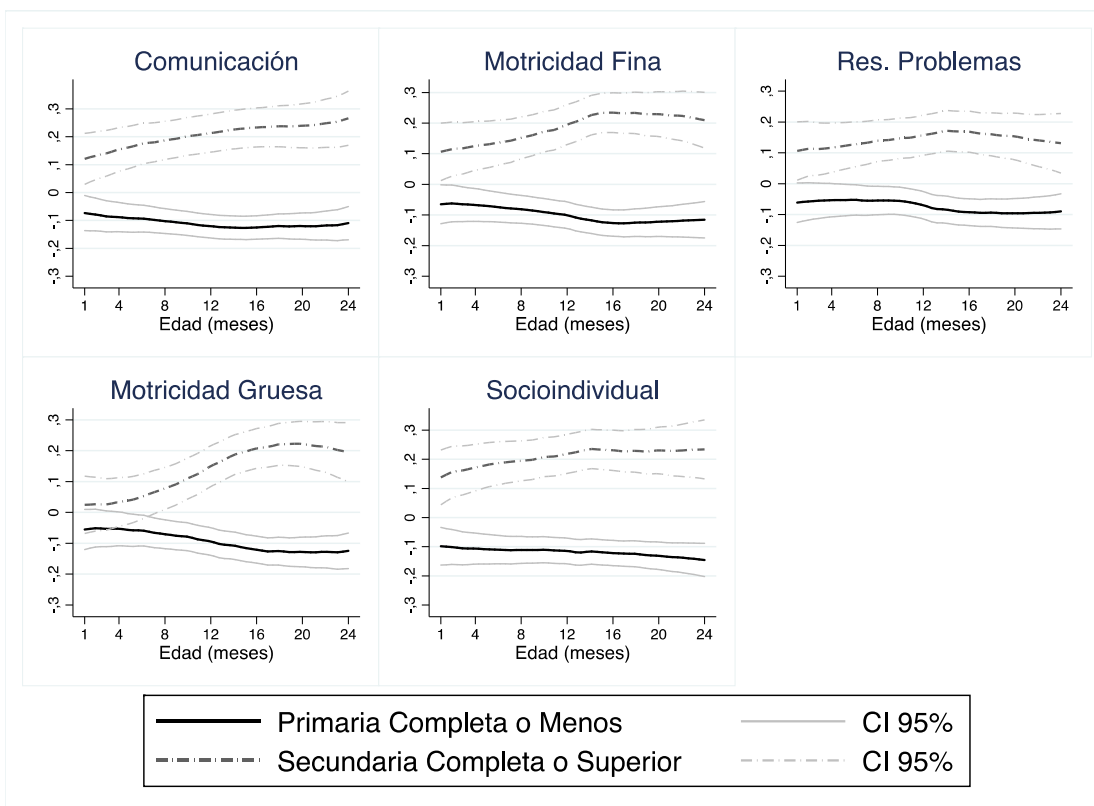 Comunicación
,3
,2
,1
0
-,1
-,2
-,3
1 4 8 12 16 20 24
Edad (meses)
Motricidad Fina
,3
,2
,1
0
-,1
-,2
-,3
1 4 8 12 16 20 24
Edad (meses)
Res. Problemas
,3
,2
,1
0
-,1
-,2
-,3
1 4 8 12 16 20 24
Edad (meses)
Motricidad Gruesa
,3
,2
,1
0
-,1
-,2
-,3
1 4 8 12 16 20 24
Edad (meses)
Socioindividual
,3
,2
,1
0
-,1
-,2
-,3
1 4 8 12 16 20 24
Edad (meses)
Primaria Completa o Menos CI 95%
Secundaria Completa o Superior CI 95%